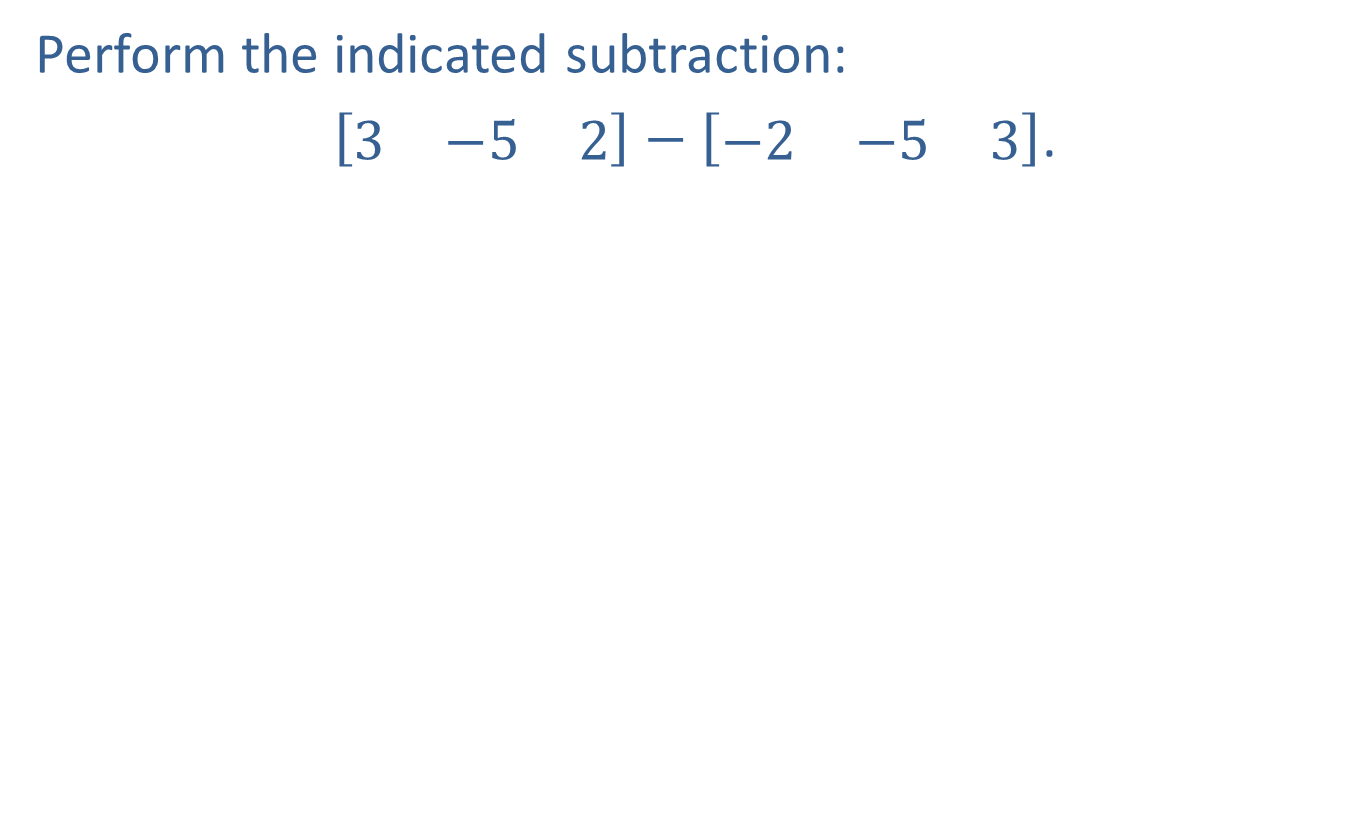 Perform the indicated subtraction:
[3 −5 2] − [−2 −5 3].